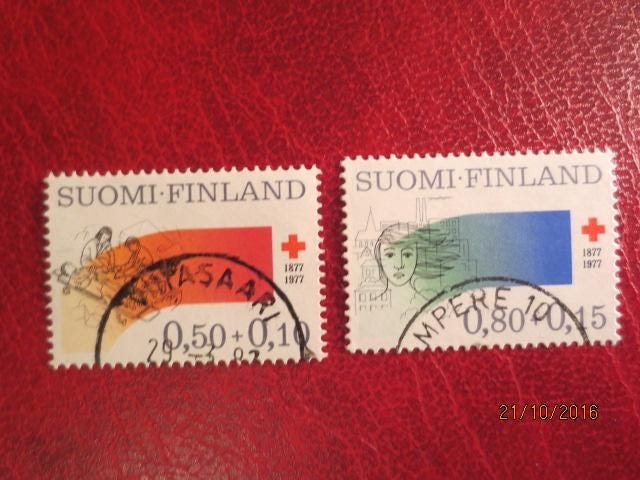 SUOMI·FINLAND
1877
1977
0,50+0,10
SUOMI·FINLAND
1877
1977
MPERE 10
0,80+0,15
21/10/2016